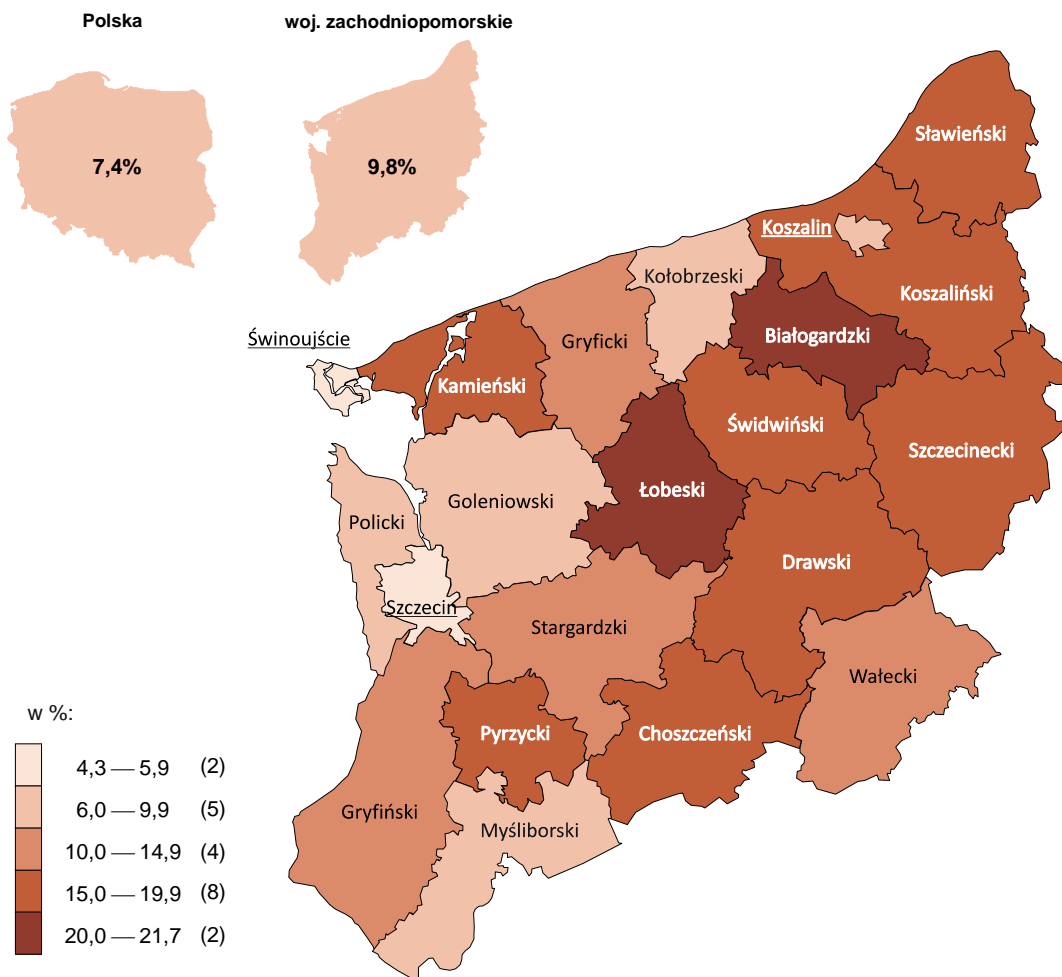 Polska
woj. zachodniopomorskie
7,4%
9,8%
Sławieński
Koszalin
Kołobrzeski
Koszaliński
Świnoujście
Gryficki
Białogardzki
Kamieński
Świdwiński
Szczecinecki
Łobeski
Goleniowski
Policki
Drawski
Szczecin
Stargardzki
Wałecki
Pyrzycki
Choszczeński
Gryfiński
Myśliborski
w %:
4,3 — 5,9 (2)
6,0 — 9,9 (5)
10,0 — 14,9 (4)
15,0 — 19,9 (8)
20,0 — 21,7 (2)